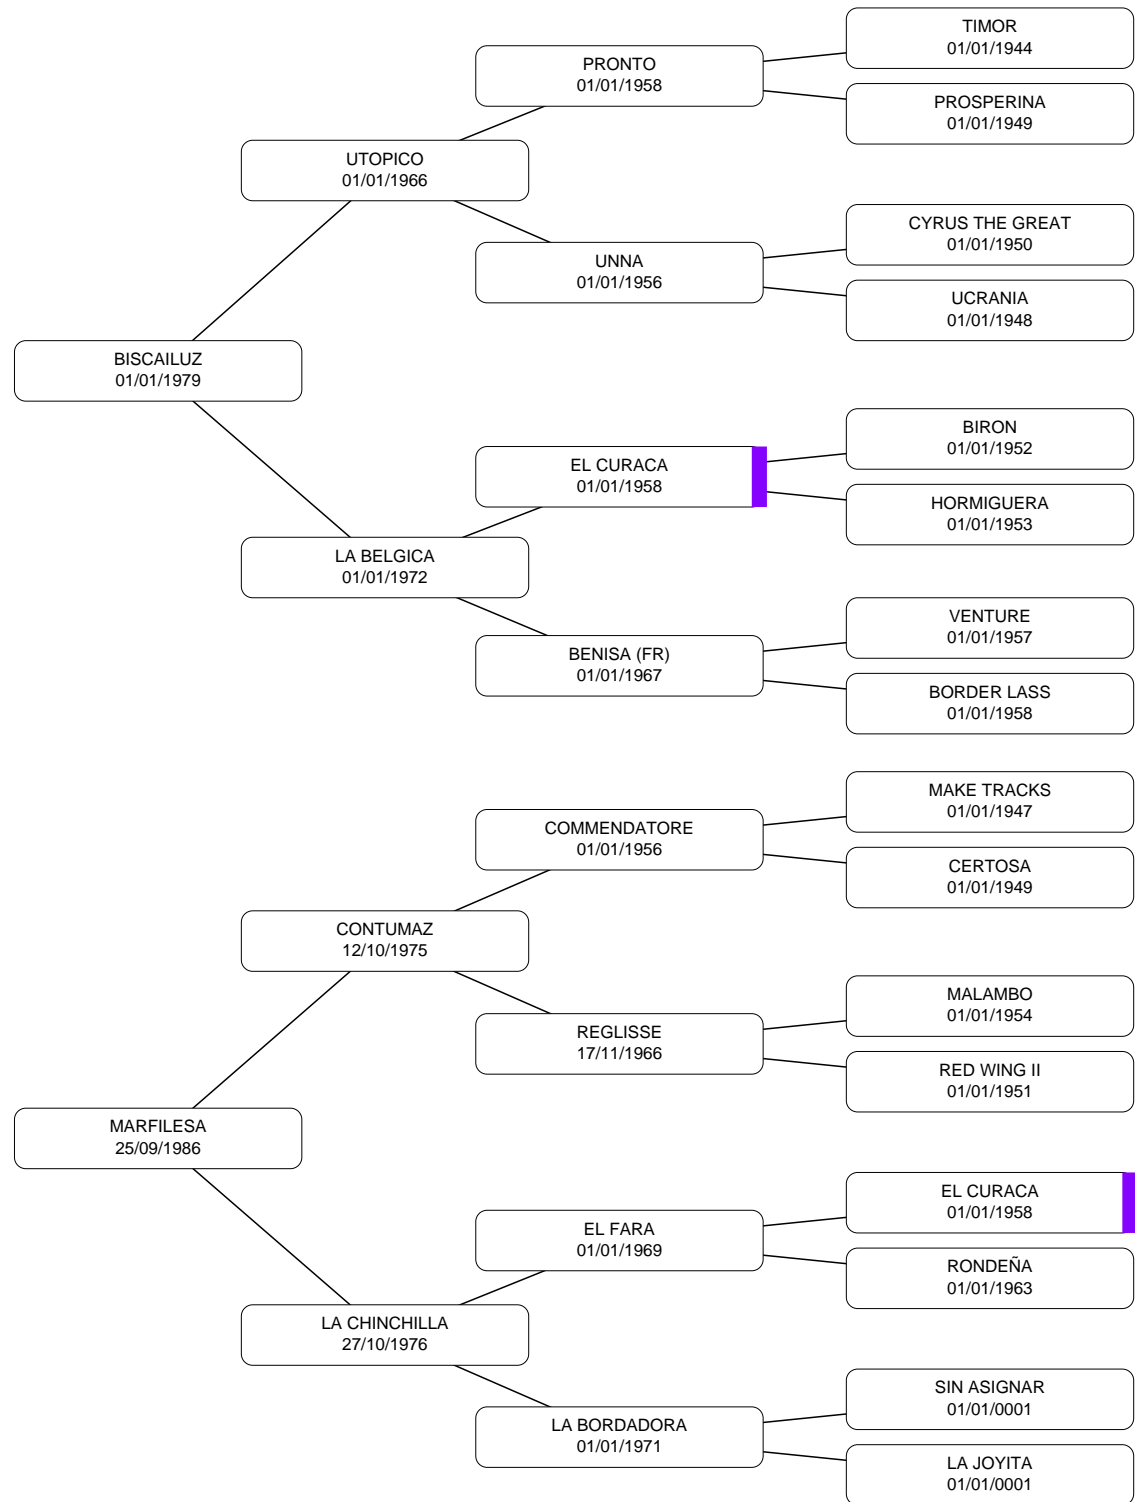 TIMOR
01/01/1944
PRONTO
01/01/1958
PROSPERINA
01/01/1949
UTOPICO
01/01/1966
CYRUS THE GREAT
01/01/1950
UNNA
01/01/1956
UCRANIA
01/01/1948
BISCAILUZ
01/01/1979
BIRON
01/01/1952
EL CURACA
01/01/1958
HORMIGUERA
01/01/1953
LA BELGICA
01/01/1972
VENTURE
01/01/1957
BENISA (FR)
01/01/1967
BORDER LASS
01/01/1958
MAKE TRACKS
01/01/1947
COMMENDATORE
01/01/1956
CERTOSA
01/01/1949
CONTUMAZ
12/10/1975
MALAMBO
01/01/1954
REGLISSE
17/11/1966
RED WING II
01/01/1951
MARFILESA
25/09/1986
EL CURACA
01/01/1958
EL FARA
01/01/1969
RONDEÑA
01/01/1963
LA CHINCHILLA
27/10/1976
SIN ASIGNAR
01/01/0001
LA BORDADORA
01/01/1971
LA JOYITA
01/01/0001